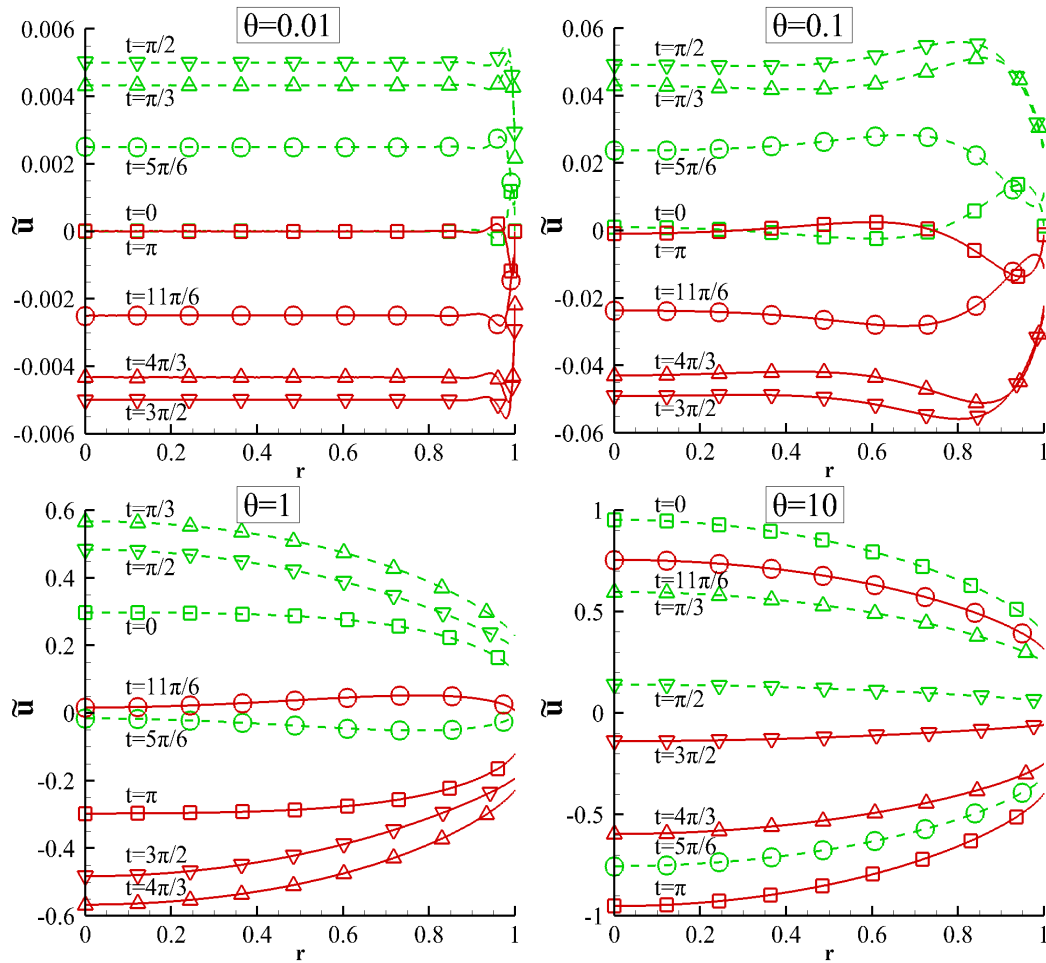 θ=0.01
0.006
0.004
0.002
0
-0.002
-0.004
-0.006
ũ
t=π/2
t=π/3
t=5π/6
t=0
t=π
t=11π/6
t=4π/3
t=3π/2
0 0.2 0.4 0.6 0.8 1
r
θ=0.1
0.06
0.04
0.02
0
-0.02
-0.04
-0.06
ũ
t=π/2
t=π/3
t=5π/6
t=0
t=π
t=11π/6
t=4π/3
t=3π/2
0 0.2 0.4 0.6 0.8 1
r
θ=1
0.6
0.4
0.2
0
-0.2
-0.4
-0.6
ũ
t=π/3
t=π/2
t=0
t=11π/6
t=5π/6
t=π
t=3π/2
t=4π/3
0 0.2 0.4 0.6 0.8 1
r
θ=10
1
0.5
0
-0.5
-1
ũ
t=0
t=11π/6
t=π/3
t=π/2
t=3π/2
t=4π/3
t=5π/6
t=π
0 0.2 0.4 0.6 0.8 1
r